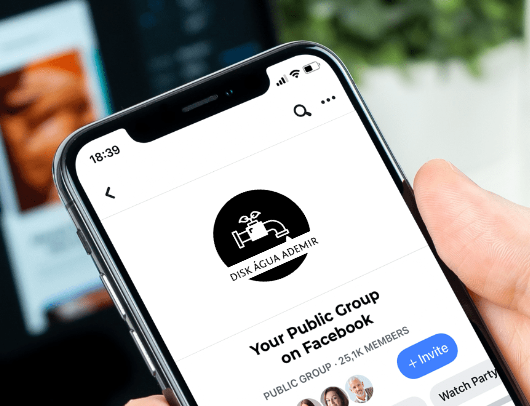 18:39
DISK ÁGUA ADEMIR
Your Public Group
on Facebook
PUBLIC GROUP · 25,1K MEMBERS
+ Invite
Watch Party